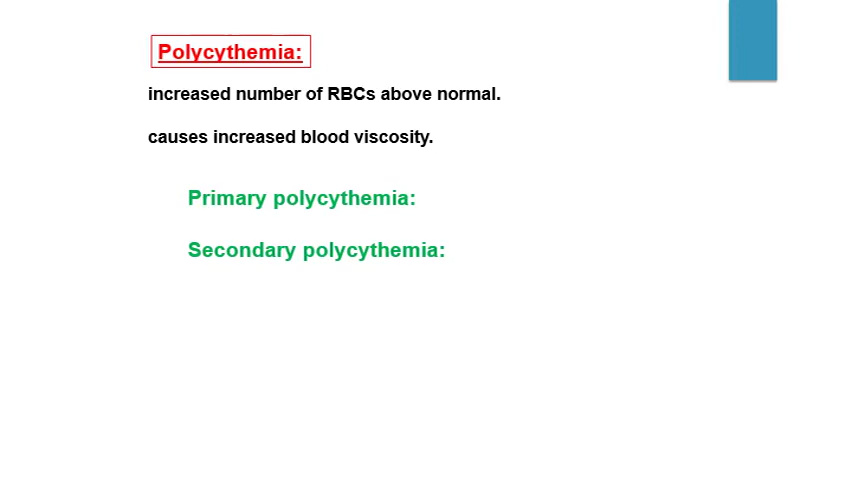 Polycythemia:
increased number of RBCs above normal.
causes increased blood viscosity.
Primary polycythemia:
Secondary polycythemia: